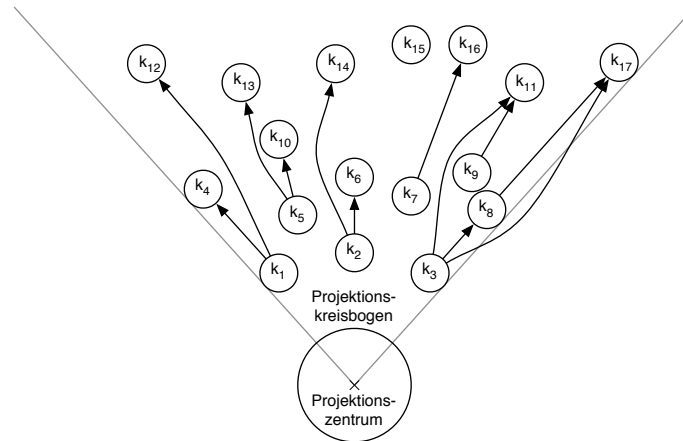 k15
k16
k12
k14
k17
k13
k11
k10
k9
k6
k4
k7
k8
k5
k2
k1
k3
Projektions-
kreisbogen
Projektions-
zentrum